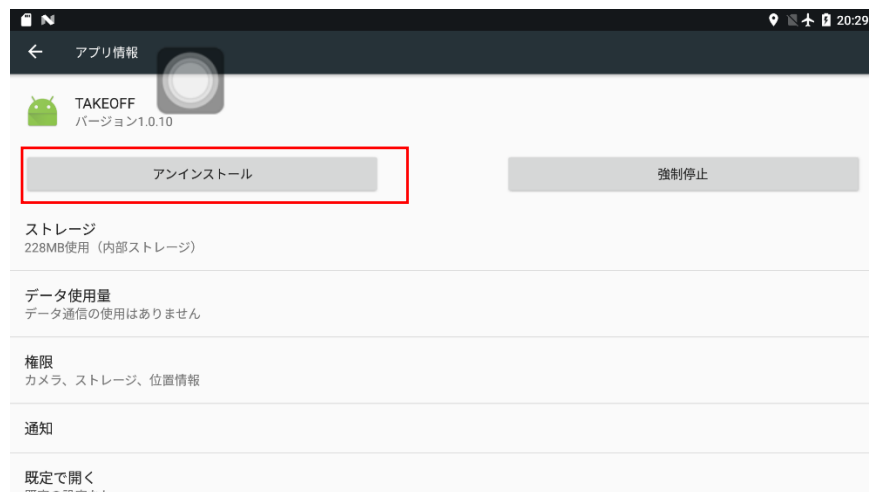 20:29
アプリ情報
TAKEOFF
バージョン1.0.10
アンインストール
強制停止
ストレージ
228MB使用（内部ストレージ）
データ使用量
データ通信の使用はありません
権限
カメラ、ストレージ、位置情報
通知
既定で開く